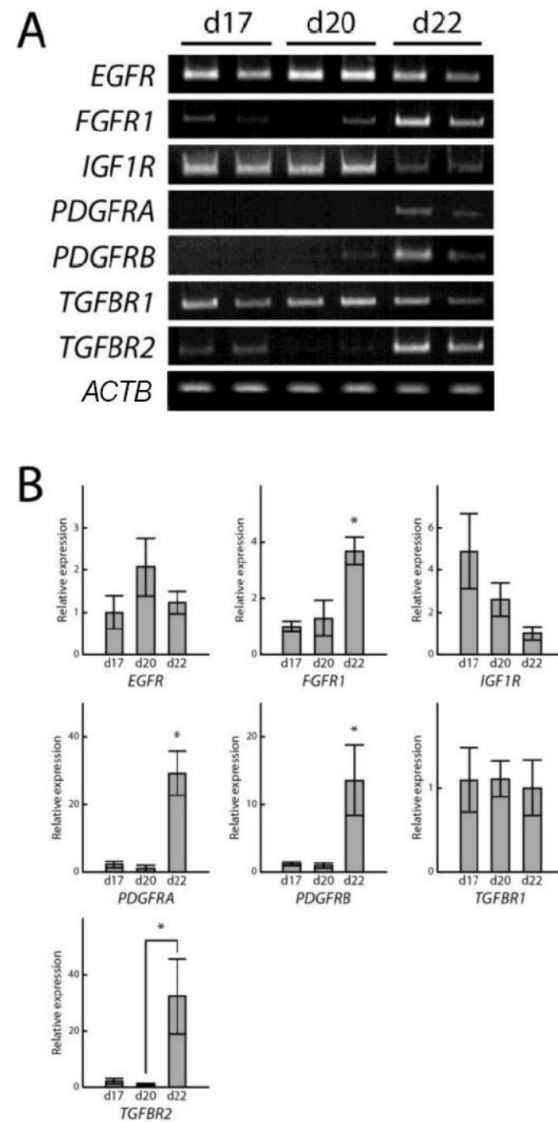 A
d17 d20 d22
EGFR
FGFR1
IGF1R
PDGFRA
PDGFRB
TGFBR1
TGFBR2
ACTB
B
Relative expression
3
2
1
0
d17 d20 d22
EGFR
Relative expression
4
2
0
*
d17 d20 d22
FGFR1
Relative expression
6
4
2
0
d17 d20 d22
IGF1R
Relative expression
40
20
0
*
d17 d20 d22
PDGFRA
Relative expression
20
10
0
*
d17 d20 d22
PDGFRB
Relative expression
1
0
d17 d20 d22
TGFBR1
Relative expression
40
20
0
*
d17 d20 d22
TGFBR2